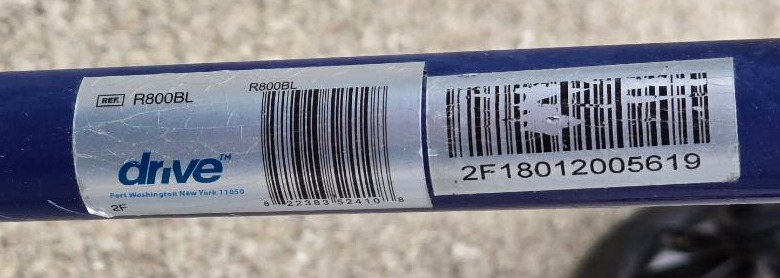 REF R800BL
R800BL
drive™
Port Washington New York 11050
2F
8 22383 52410 8
2F18012005619